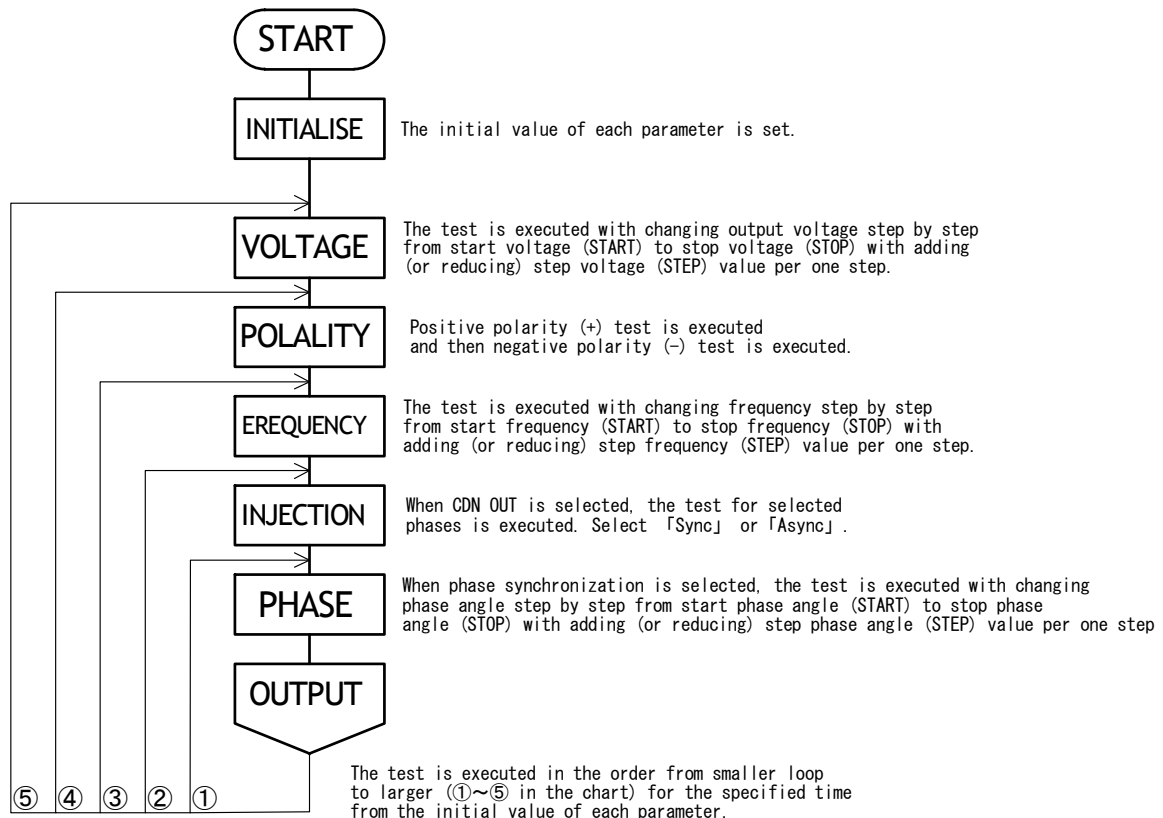 START
INITIALISE
The initial value of each parameter is set.
VOLTAGE
The test is executed with changing output voltage step by step
from start voltage (START) to stop voltage (STOP) with adding
(or reducing) step voltage (STEP) value per one step.
POLALITY
Positive polarity (+) test is executed
and then negative polarity (−) test is executed.
EREQUENCY
The test is executed with changing frequency step by step
from start frequency (START) to stop frequency (STOP) with
adding (or reducing) step frequency (STEP) value per one step.
INJECTION
When CDN OUT is selected, the test for selected
phases is executed. Select 「Sync」 or「Async」.
PHASE
When phase synchronization is selected, the test is executed with changing
phase angle step by step from start phase angle (START) to stop phase
angle (STOP) with adding (or reducing) step phase angle (STEP) value per one step
OUTPUT
⑤ ④ ③ ② ①
The test is executed in the order from smaller loop
to larger (①～⑤ in the chart) for the specified time
from the initial value of each parameter.